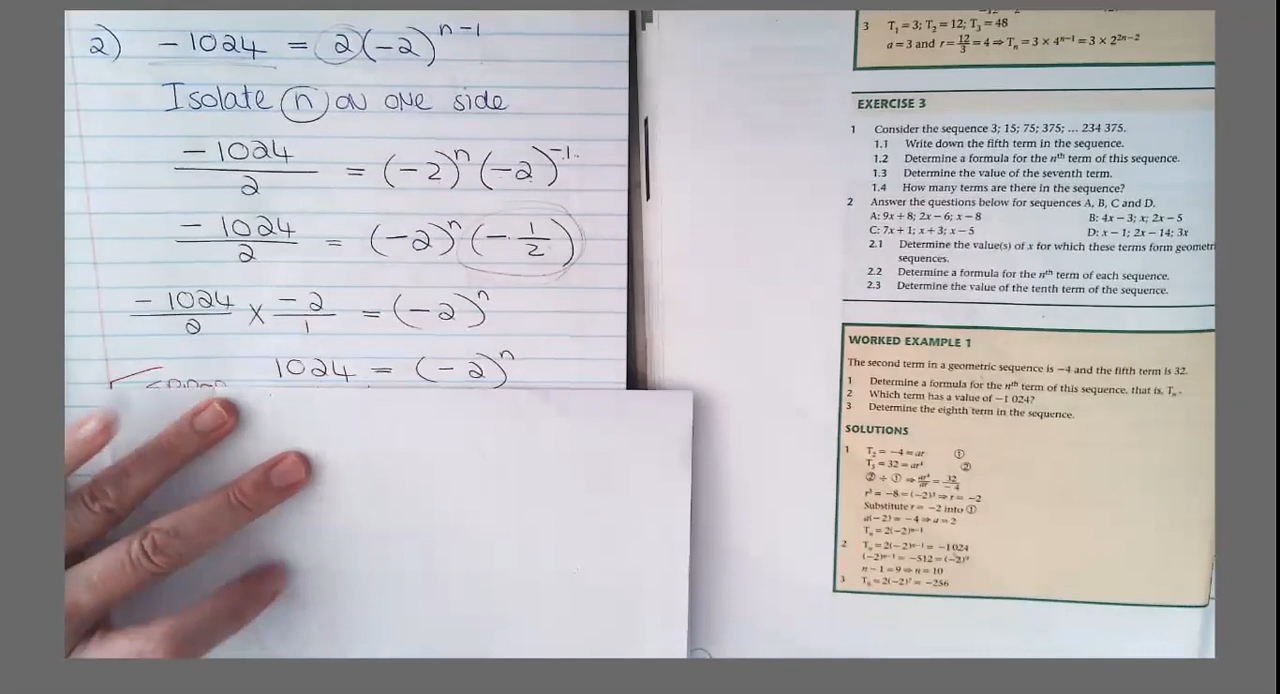 2) -1024 = 2(-2)^{n-1}
Isolate n on one side
-1024/2 = (-2)^n (-2)^{-1}
-1024/2 = (-2)^n (-1/2)
-1024/2 × -2/1 = (-2)^n
1024 = (-2)^n
3 T₁ = 3; T₂ = 12; T₃ = 48
a = 3 and r = 12/3 = 4 ⇒ Tₙ = 3 × 4^{n-1} = 3 × 2^{2n-2}
EXERCISE 3
1 Consider the sequence 3; 15; 75; 375; ... 234 375.
1.1 Write down the fifth term in the sequence.
1.2 Determine a formula for the nth term of this sequence.
1.3 Determine the value of the seventh term.
1.4 How many terms are there in the sequence?
2 Answer the questions below for sequences A, B, C and D.
A: 9x + 8; 2x − 6; x − 8 B: 4x − 3; x; 2x − 5
C: 7x + 1; x + 3; x − 5 D: x − 1; 2x − 14; 3x
2.1 Determine the value(s) of x for which these terms form geometr
sequences.
2.2 Determine a formula for the nth term of each sequence.
2.3 Determine the value of the tenth term of the sequence.
WORKED EXAMPLE 1
The second term in a geometric sequence is −4 and the fifth term is 32.
1 Determine a formula for the nth term of this sequence, that is, Tₙ.
2 Which term has a value of −1 024?
3 Determine the eighth term in the sequence.
SOLUTIONS
1 T₂ = −4 = ar ①
T₅ = 32 = ar⁴ ②
② ÷ ① ⇒ ar⁴/ar = 32/−4
r³ = −8 = (−2)³ ⇒ r = −2
Substitute r = −2 into ①
a(−2) = −4 ⇒ a = 2
Tₙ = 2(−2)^{n−1}
2 Tₙ = 2(−2)^{n−1} = −1024
(−2)^{n−1} = −512 = (−2)⁹
n − 1 = 9 ⇒ n = 10
3 T₈ = 2(−2)⁷ = −256